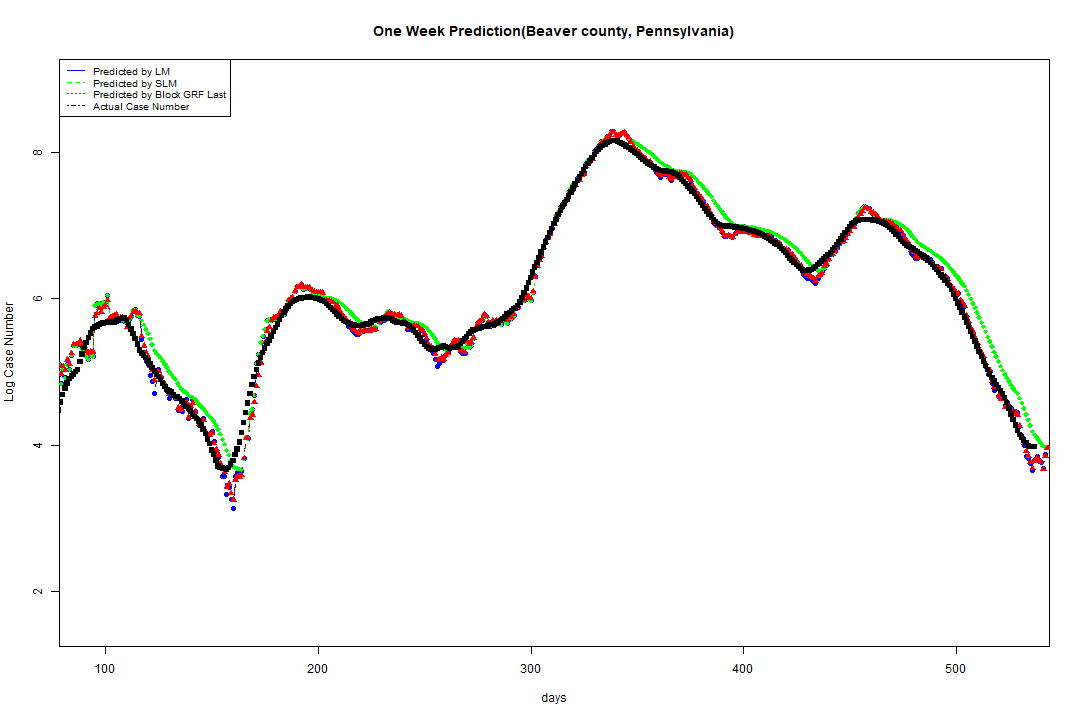 One Week Prediction(Beaver county, Pennsylvania)
Predicted by LM
Predicted by SLM
Predicted by Block GRF Last
Actual Case Number
8
6
4
2
Log Case Number
100 200 300 400 500
days